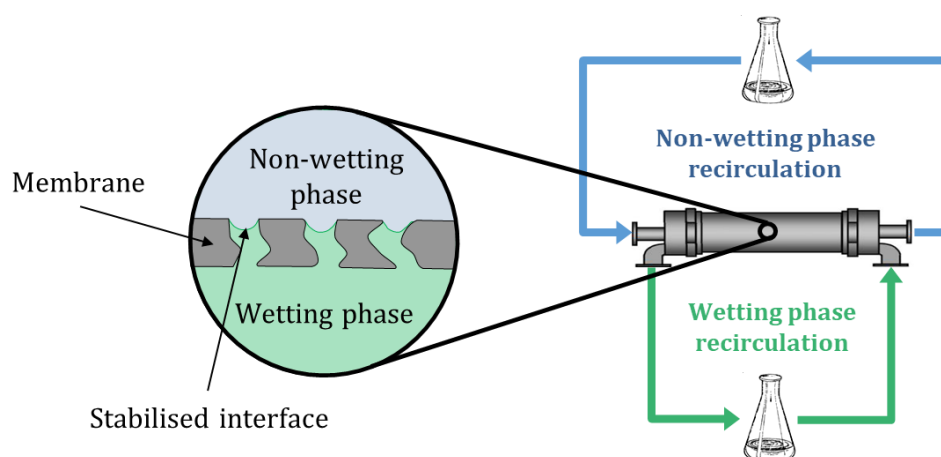 Membrane
Non-wetting
phase
Wetting phase
Stabilised interface
Non-wetting phase
recirculation
Wetting phase
recirculation